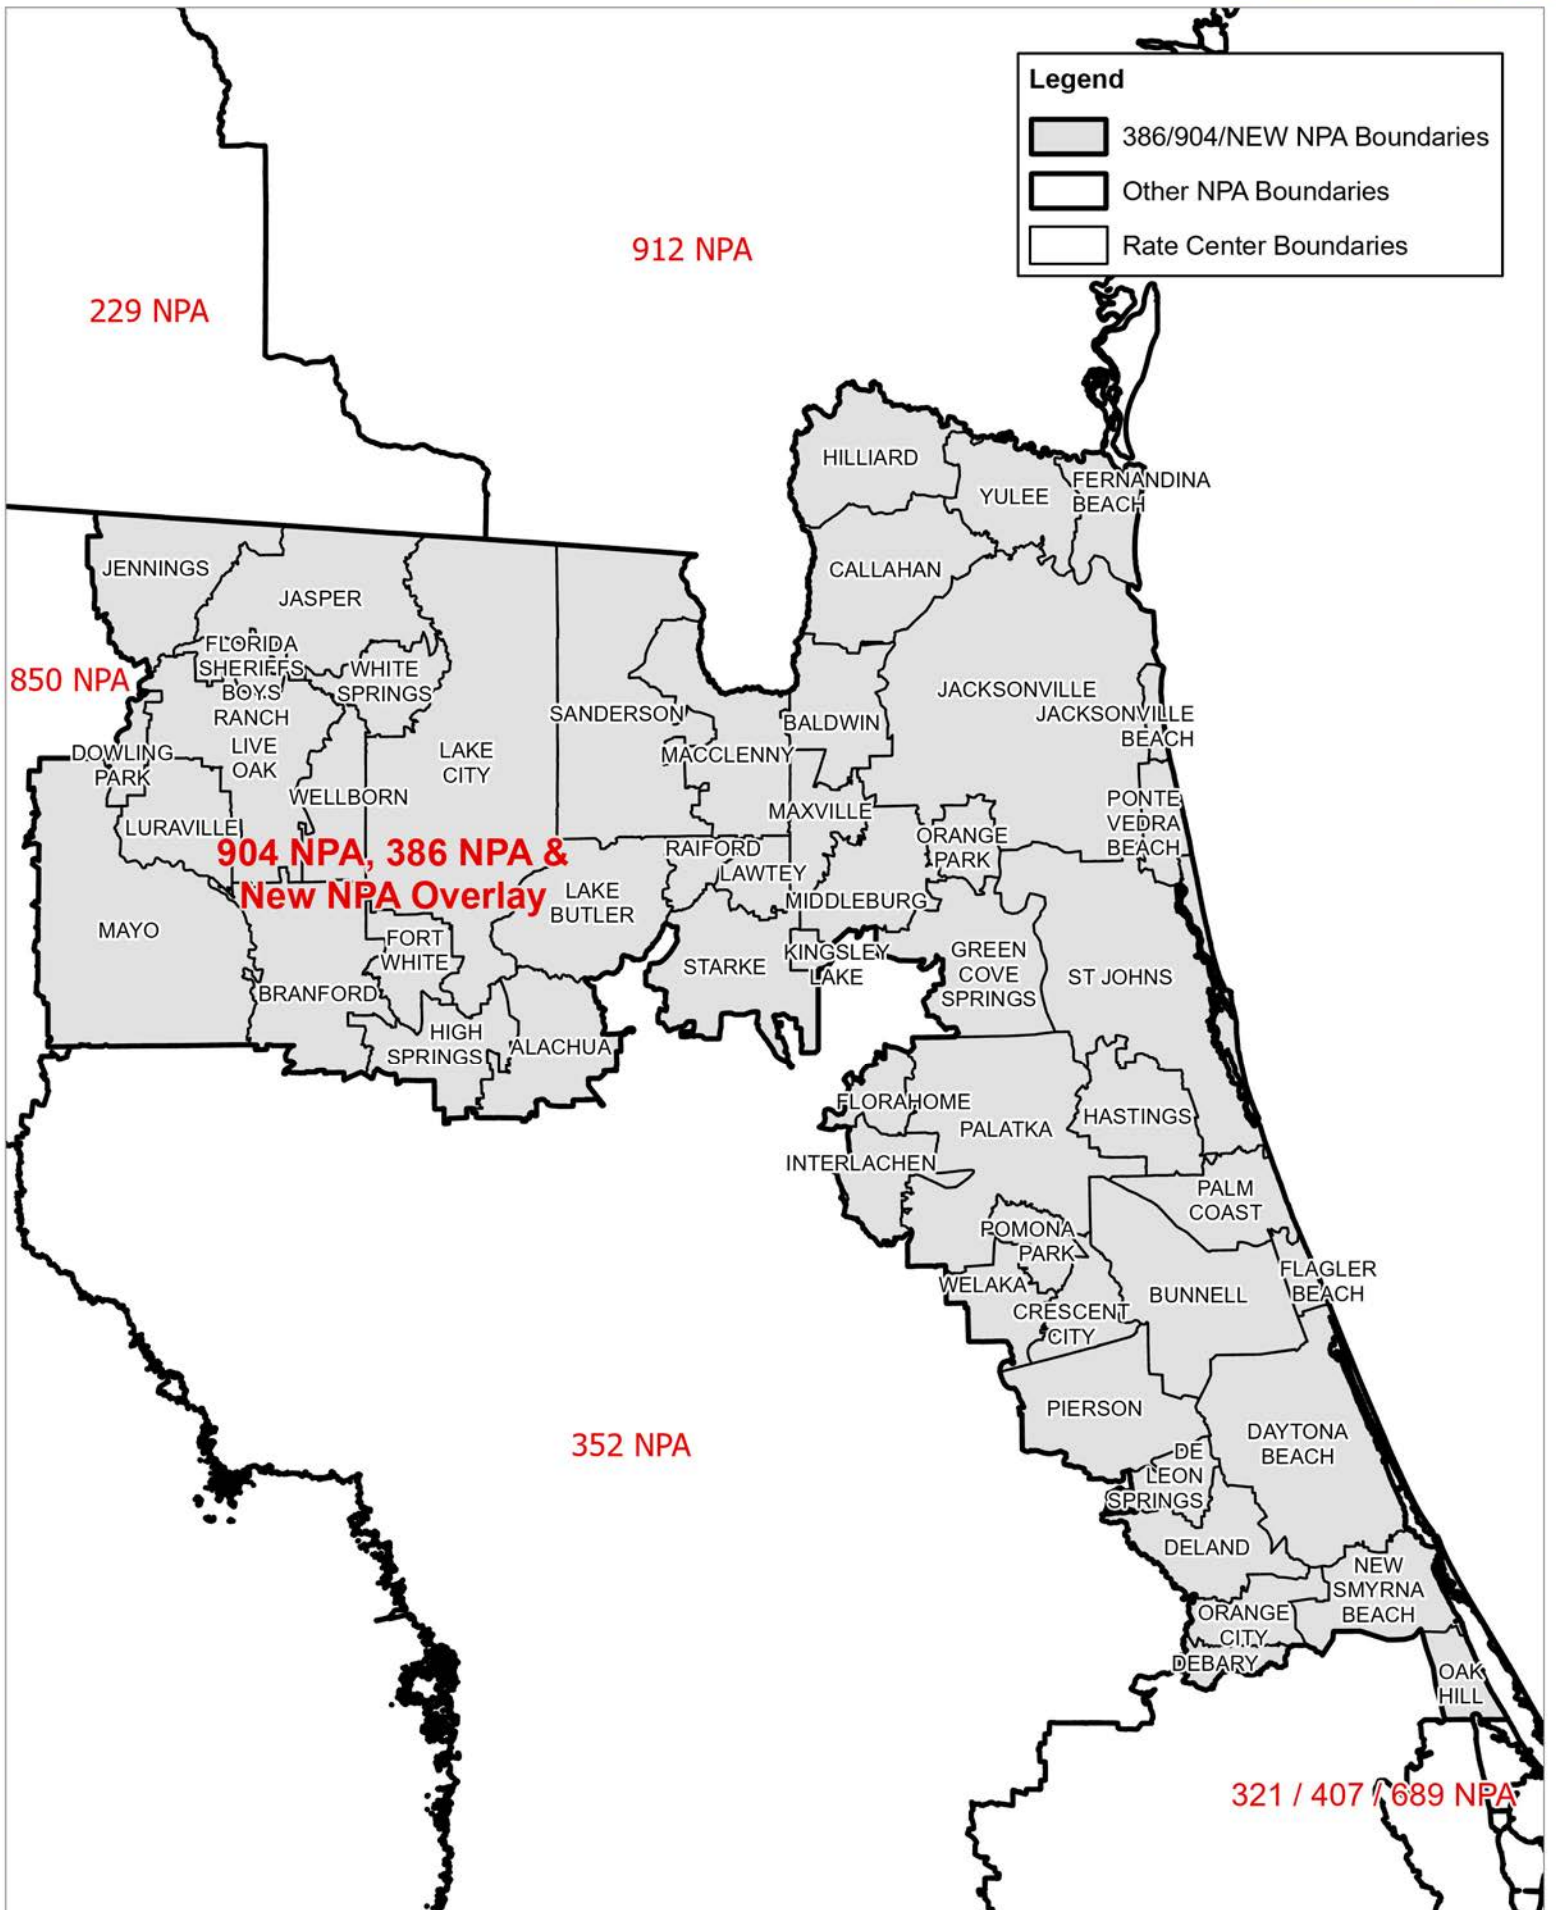 Legend
386/904/NEW NPA Boundaries
Other NPA Boundaries
Rate Center Boundaries
912 NPA
229 NPA
850 NPA
HILLIARD
YULEE
FERNANDINA
BEACH
CALLAHAN
JENNINGS
JASPER
FLORIDA
SHERIFFS
BOYS
RANCH
WHITE
SPRINGS
LIVE
OAK
DOWLING
PARK
LAKE
CITY
SANDERSON
MACCLENNY
BALDWIN
JACKSONVILLE
JACKSONVILLE
BEACH
WELLBORN
LURAVILLE
MAXVILLE
ORANGE
PARK
PONTE
VEDRA
BEACH
904 NPA, 386 NPA &
New NPA Overlay
RAIFORD
LAWTEY
LAKE
BUTLER
MIDDLEBURG
MAYO
FORT
WHITE
STARKE
KINGSLEY
LAKE
GREEN
COVE
SPRINGS
ST JOHNS
BRANFORD
HIGH
SPRINGS
ALACHUA
FLORAHOME
PALATKA
HASTINGS
INTERLACHEN
PALM
COAST
POMONA
PARK
WELAKA
CRESCENT
CITY
BUNNELL
FLAGLER
BEACH
PIERSON
352 NPA
DAYTONA
BEACH
DE
LEON
SPRINGS
DELAND
NEW
SMYRNA
BEACH
ORANGE
CITY
DEBARY
OAK
HILL
321 / 407 / 689 NPA